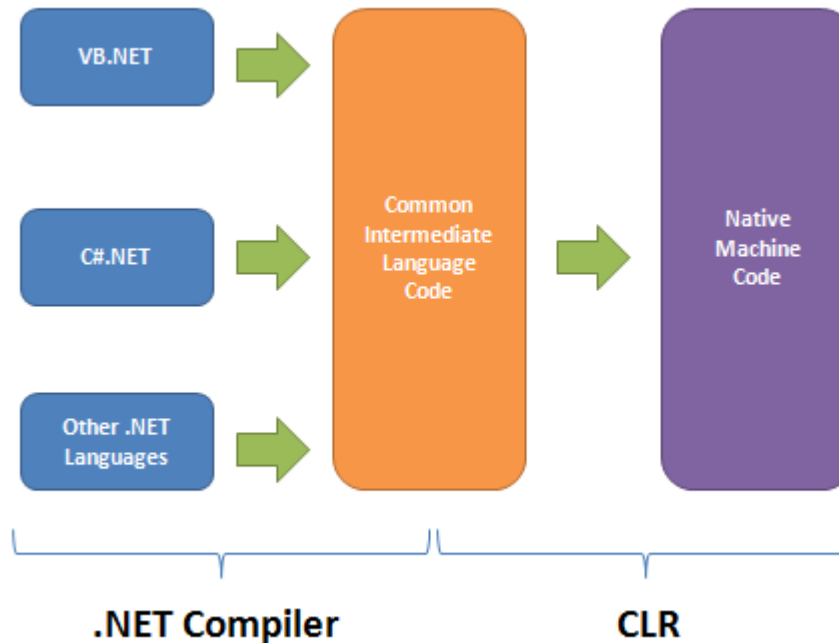 VB.NET
C#.NET
Other .NET
Languages
Common
Intermediate
Language
Code
Native
Machine
Code
.NET Compiler
CLR